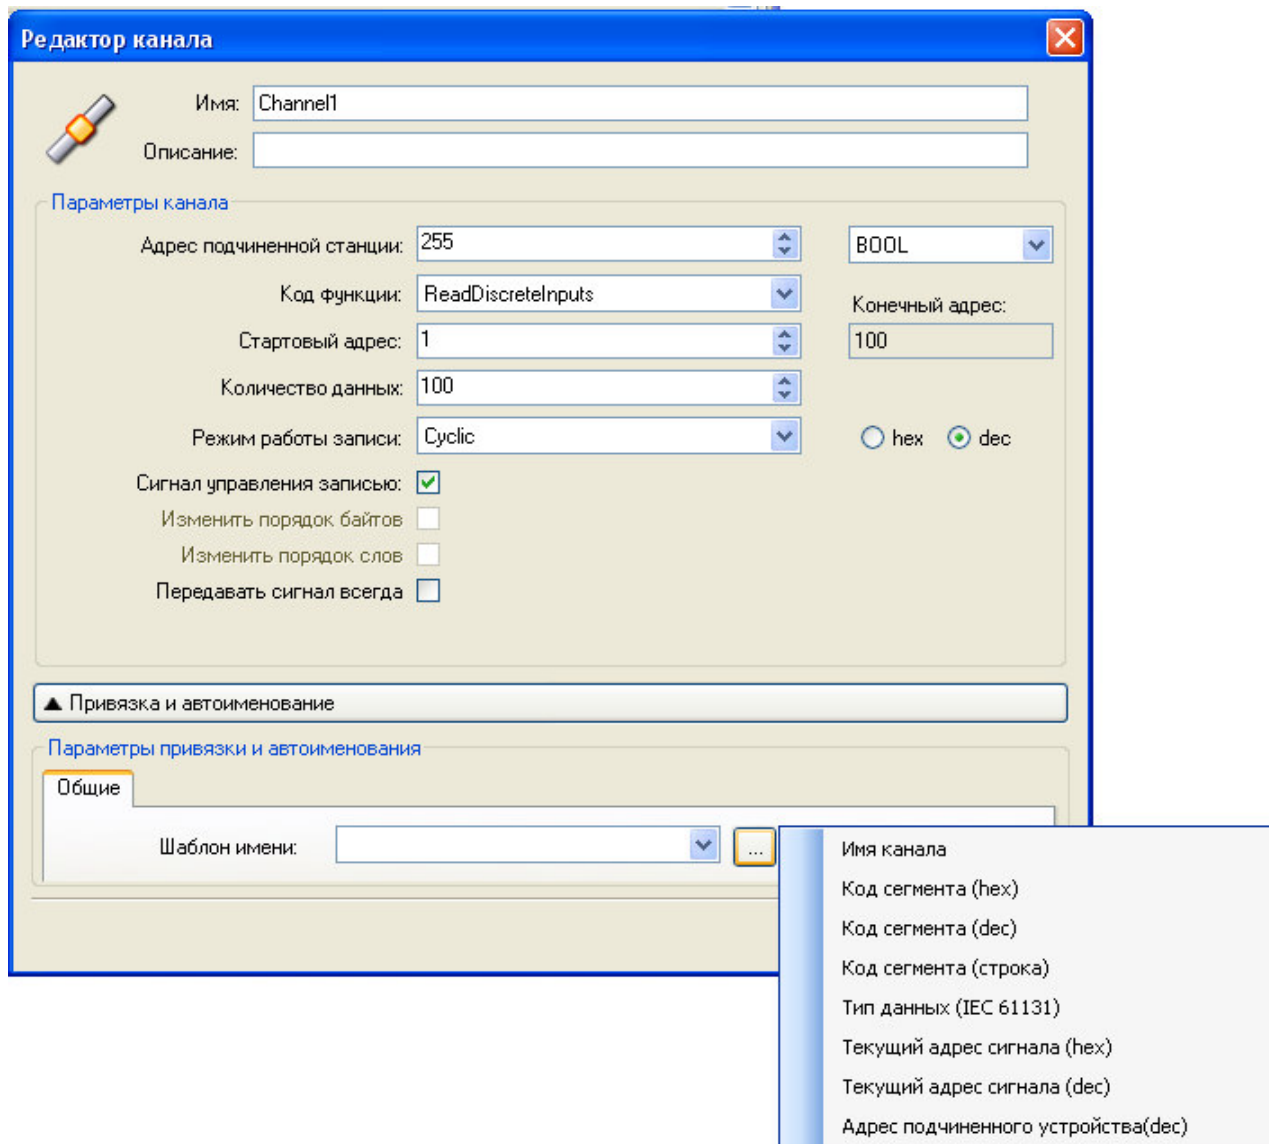 Редактор канала
Имя: Channel1
Описание:
Параметры канала
Адрес подчиненной станции: 255 BOOL
Код функции: ReadDiscreteInputs
Конечный адрес:
Стартовый адрес: 1 100
Количество данных: 100
Режим работы записи: Cyclic hex dec
Сигнал управления записью:
Изменить порядок байтов
Изменить порядок слов
Передавать сигнал всегда
Привязка и автоименование
Параметры привязки и автоименования
Общие
Шаблон имени: ...
Имя канала
Код сегмента (hex)
Код сегмента (dec)
Код сегмента (строка)
Тип данных (IEC 61131)
Текущий адрес сигнала (hex)
Текущий адрес сигнала (dec)
Адрес подчиненного устройства(dec)